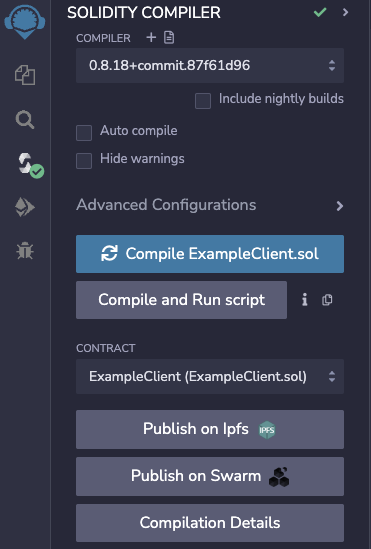 SOLIDITY COMPILER
COMPILER
0.8.18+commit.87f61d96
Include nightly builds
Auto compile
Hide warnings
Advanced Configurations
Compile ExampleClient.sol
Compile and Run script
CONTRACT
ExampleClient (ExampleClient.sol)
Publish on Ipfs IPFS
Publish on Swarm
Compilation Details